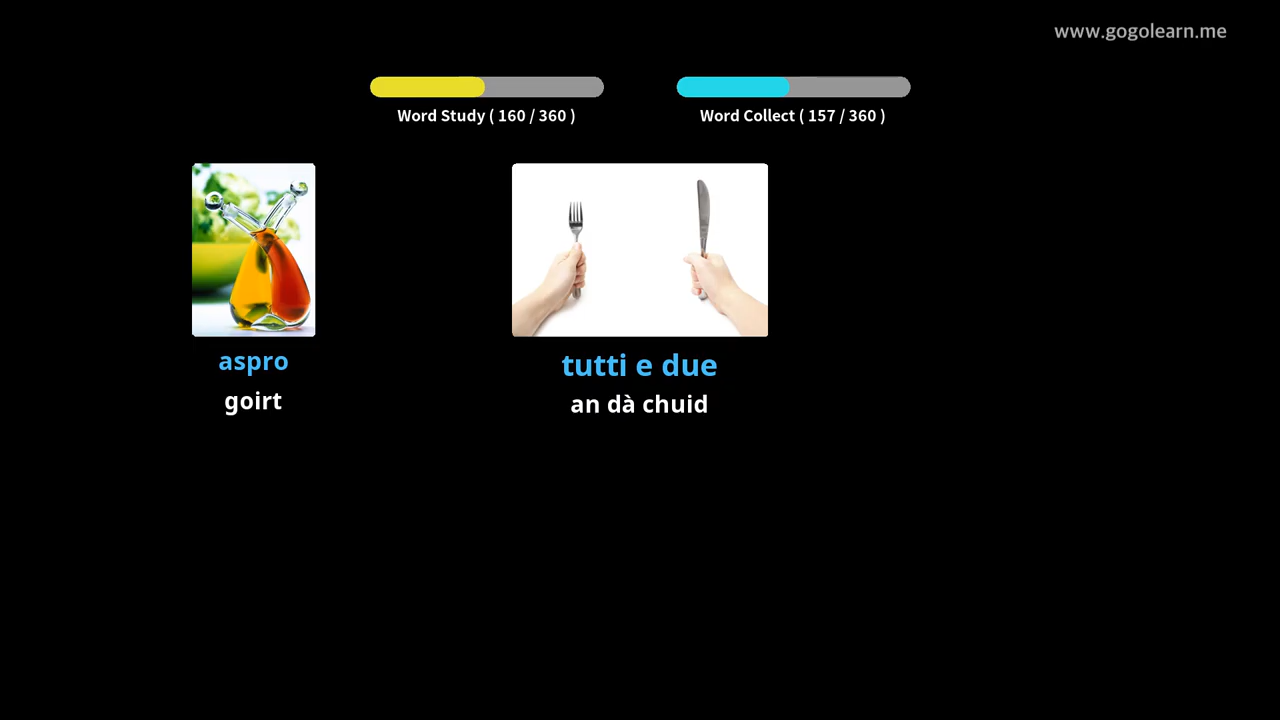 www.gogolearn.me
Word Study ( 160 / 360 )
Word Collect ( 157 / 360 )
aspro
goirt
tutti e due
an dà chuid